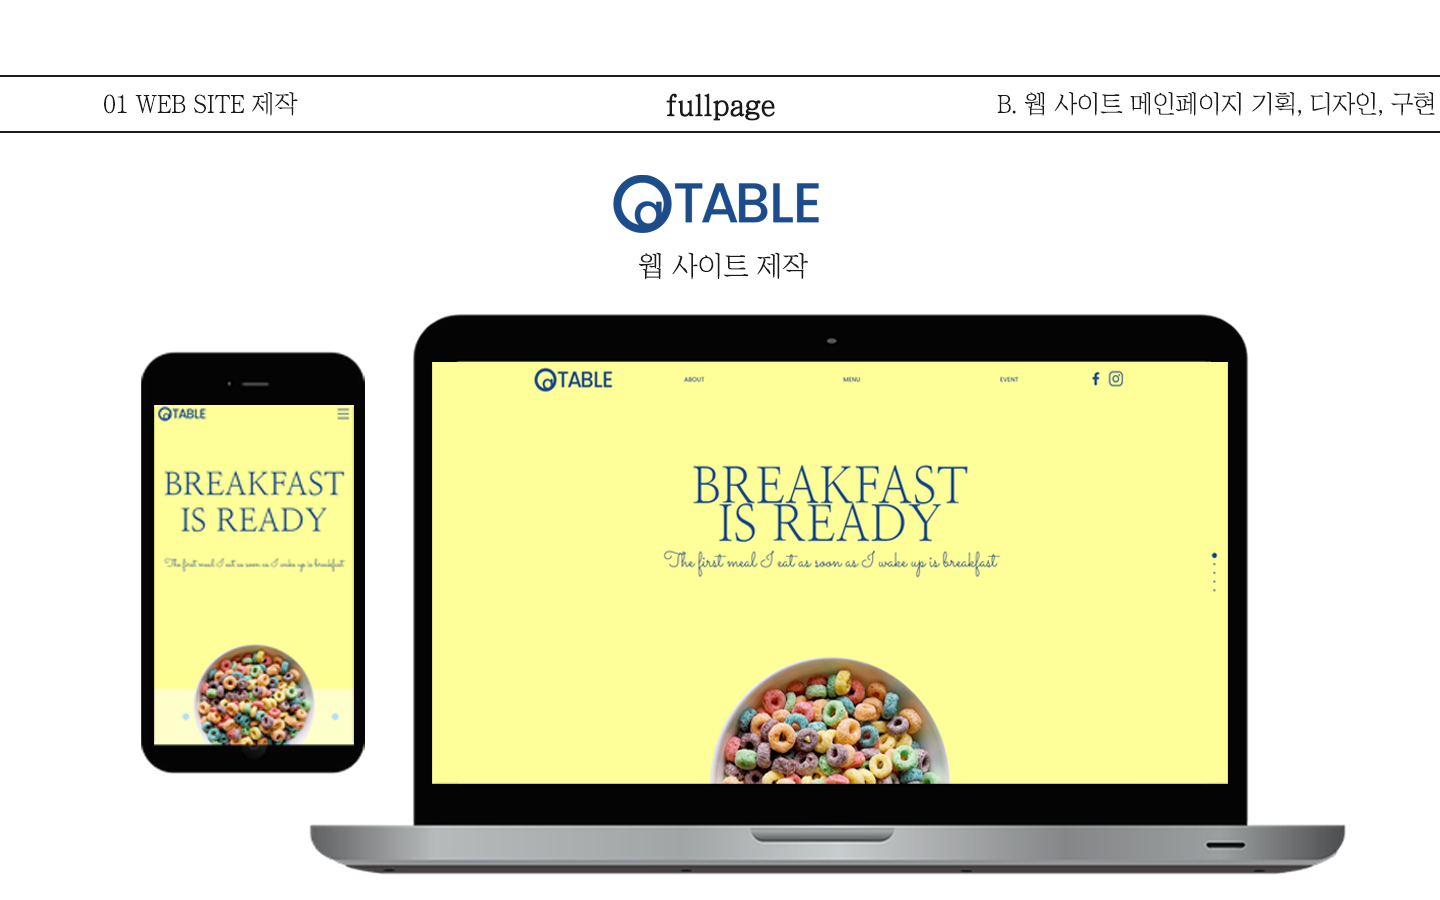 01 WEB SITE 제작
fullpage
B. 웹 사이트 메인페이지 기획, 디자인, 구현
aTABLE
웹 사이트 제작
aTABLE
BREAKFAST
IS READY
The first meal I eat as soon as I wake up is breakfast
aTABLE
ABOUT
MENU
EVENT
BREAKFAST
IS READY
The first meal I eat as soon as I wake up is breakfast